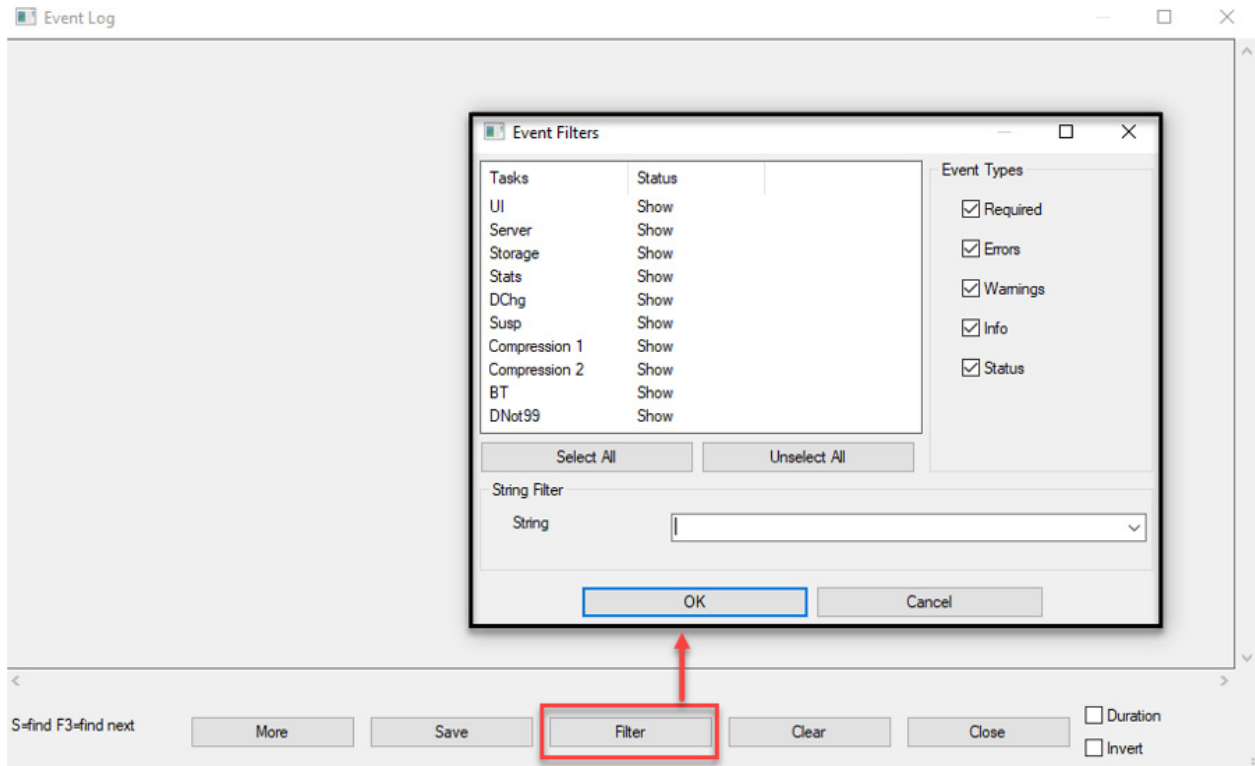 Event Log
Event Filters
Tasks Status
UI Show
Server Show
Storage Show
Stats Show
DChg Show
Susp Show
Compression 1 Show
Compression 2 Show
BT Show
DNot99 Show
Select All Unselect All
Event Types
Required
Errors
Warnings
Info
Status
String Filter
String
OK Cancel
S=find F3=find next More Save Filter Clear Close
Duration
Invert